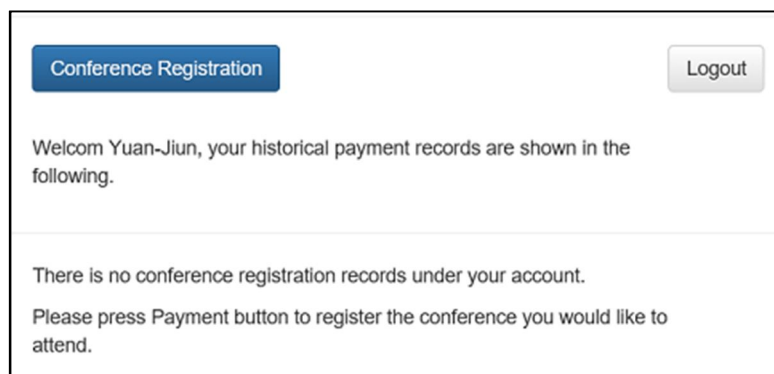 Conference Registration
Logout
Welcom Yuan-Jiun, your historical payment records are shown in the
following.
There is no conference registration records under your account.
Please press Payment button to register the conference you would like to
attend.